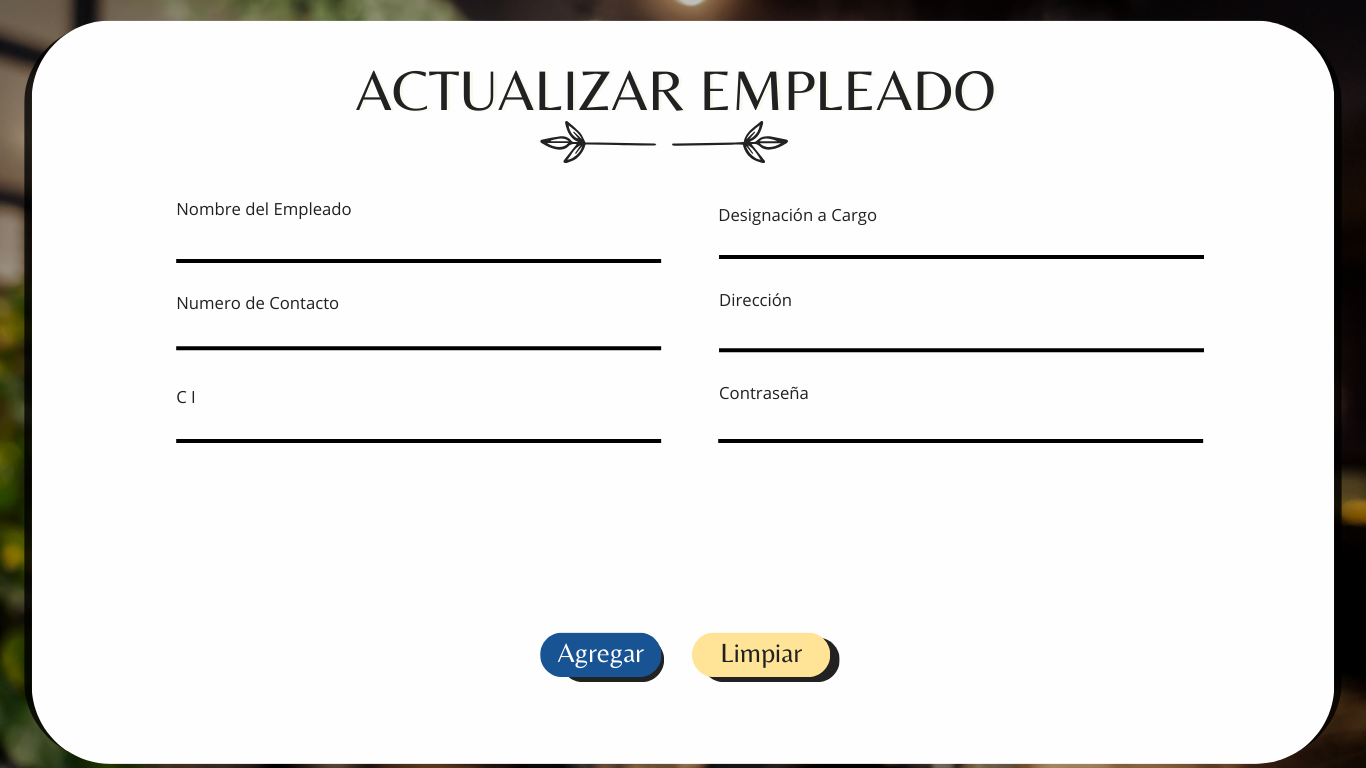 ACTUALIZAR EMPLEADO
Nombre del Empleado
Designación a Cargo
Numero de Contacto
Dirección
C I
Contraseña
Agregar
Limpiar